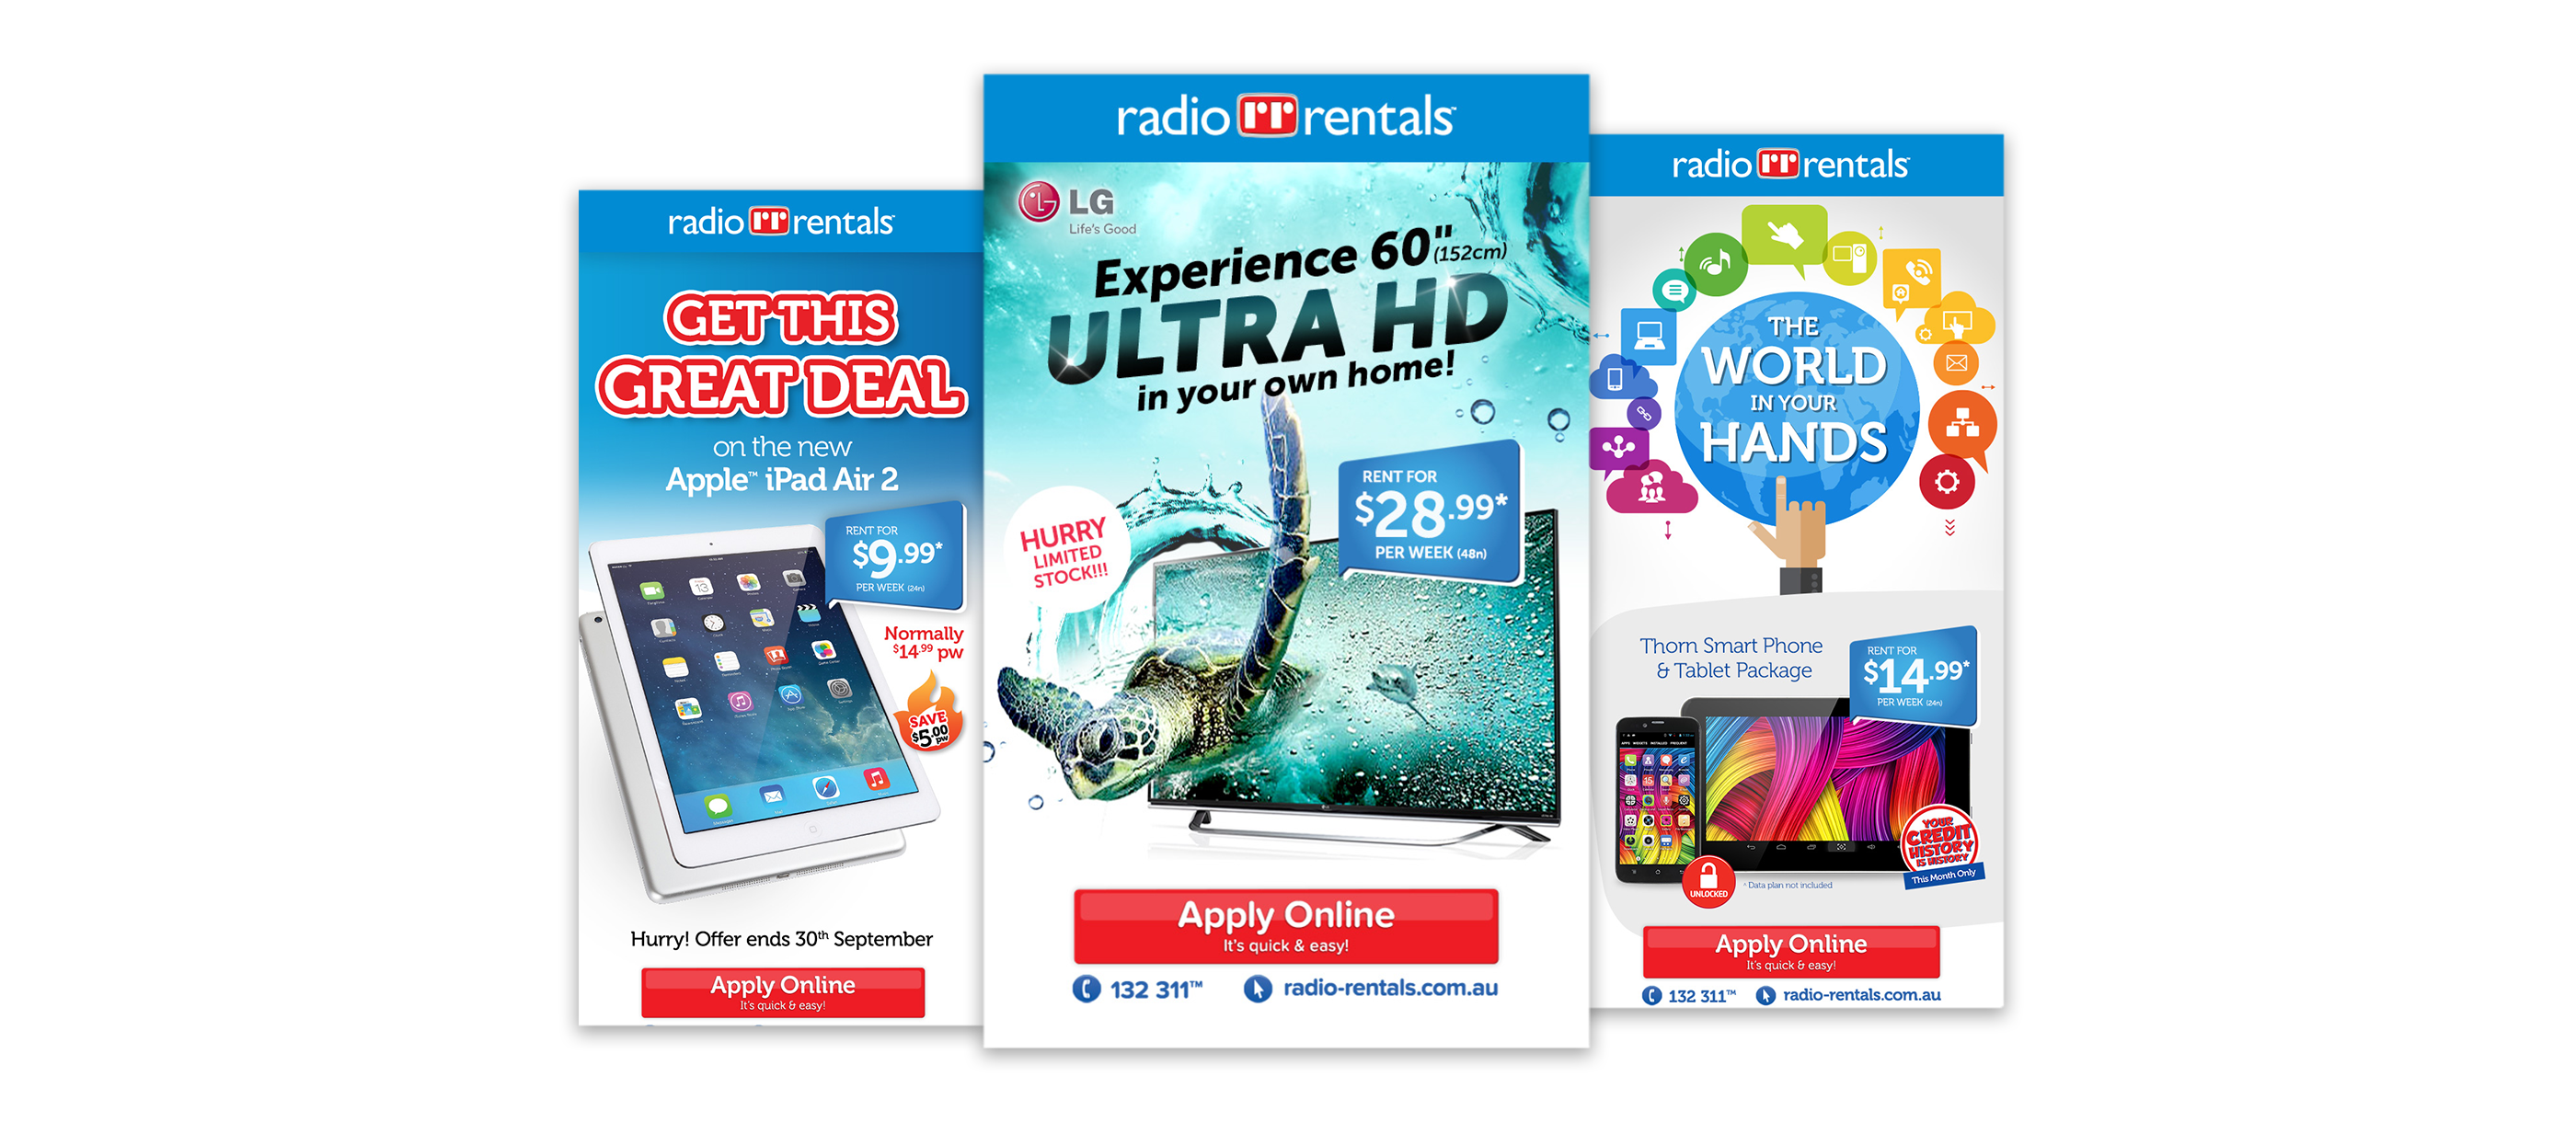 radio rr rentals
GET THIS
GREAT DEAL
on the new
Apple™ iPad Air 2
RENT FOR
$9.99*
PER WEEK (24n)
Normally
$14.99 pw
SAVE
$5.00
pw
Hurry! Offer ends 30th September
Apply Online
It's quick & easy!
radio rr rentals™
LG
Life's Good
Experience 60" (152cm)
ULTRA HD
in your own home!
HURRY
LIMITED
STOCK!!!
RENT FOR
$28.99*
PER WEEK (48n)
Apply Online
It's quick & easy!
132 311™ radio-rentals.com.au
radio rr rentals
THE
WORLD
IN YOUR
HANDS
Thorn Smart Phone
& Tablet Package
RENT FOR
$14.99*
PER WEEK (24n)
UNLOCKED
* Data plan not included
YOUR
CREDIT
HISTORY
IS HISTORY
This Month Only
Apply Online
It's quick & easy!
132 311™ radio-rentals.com.au